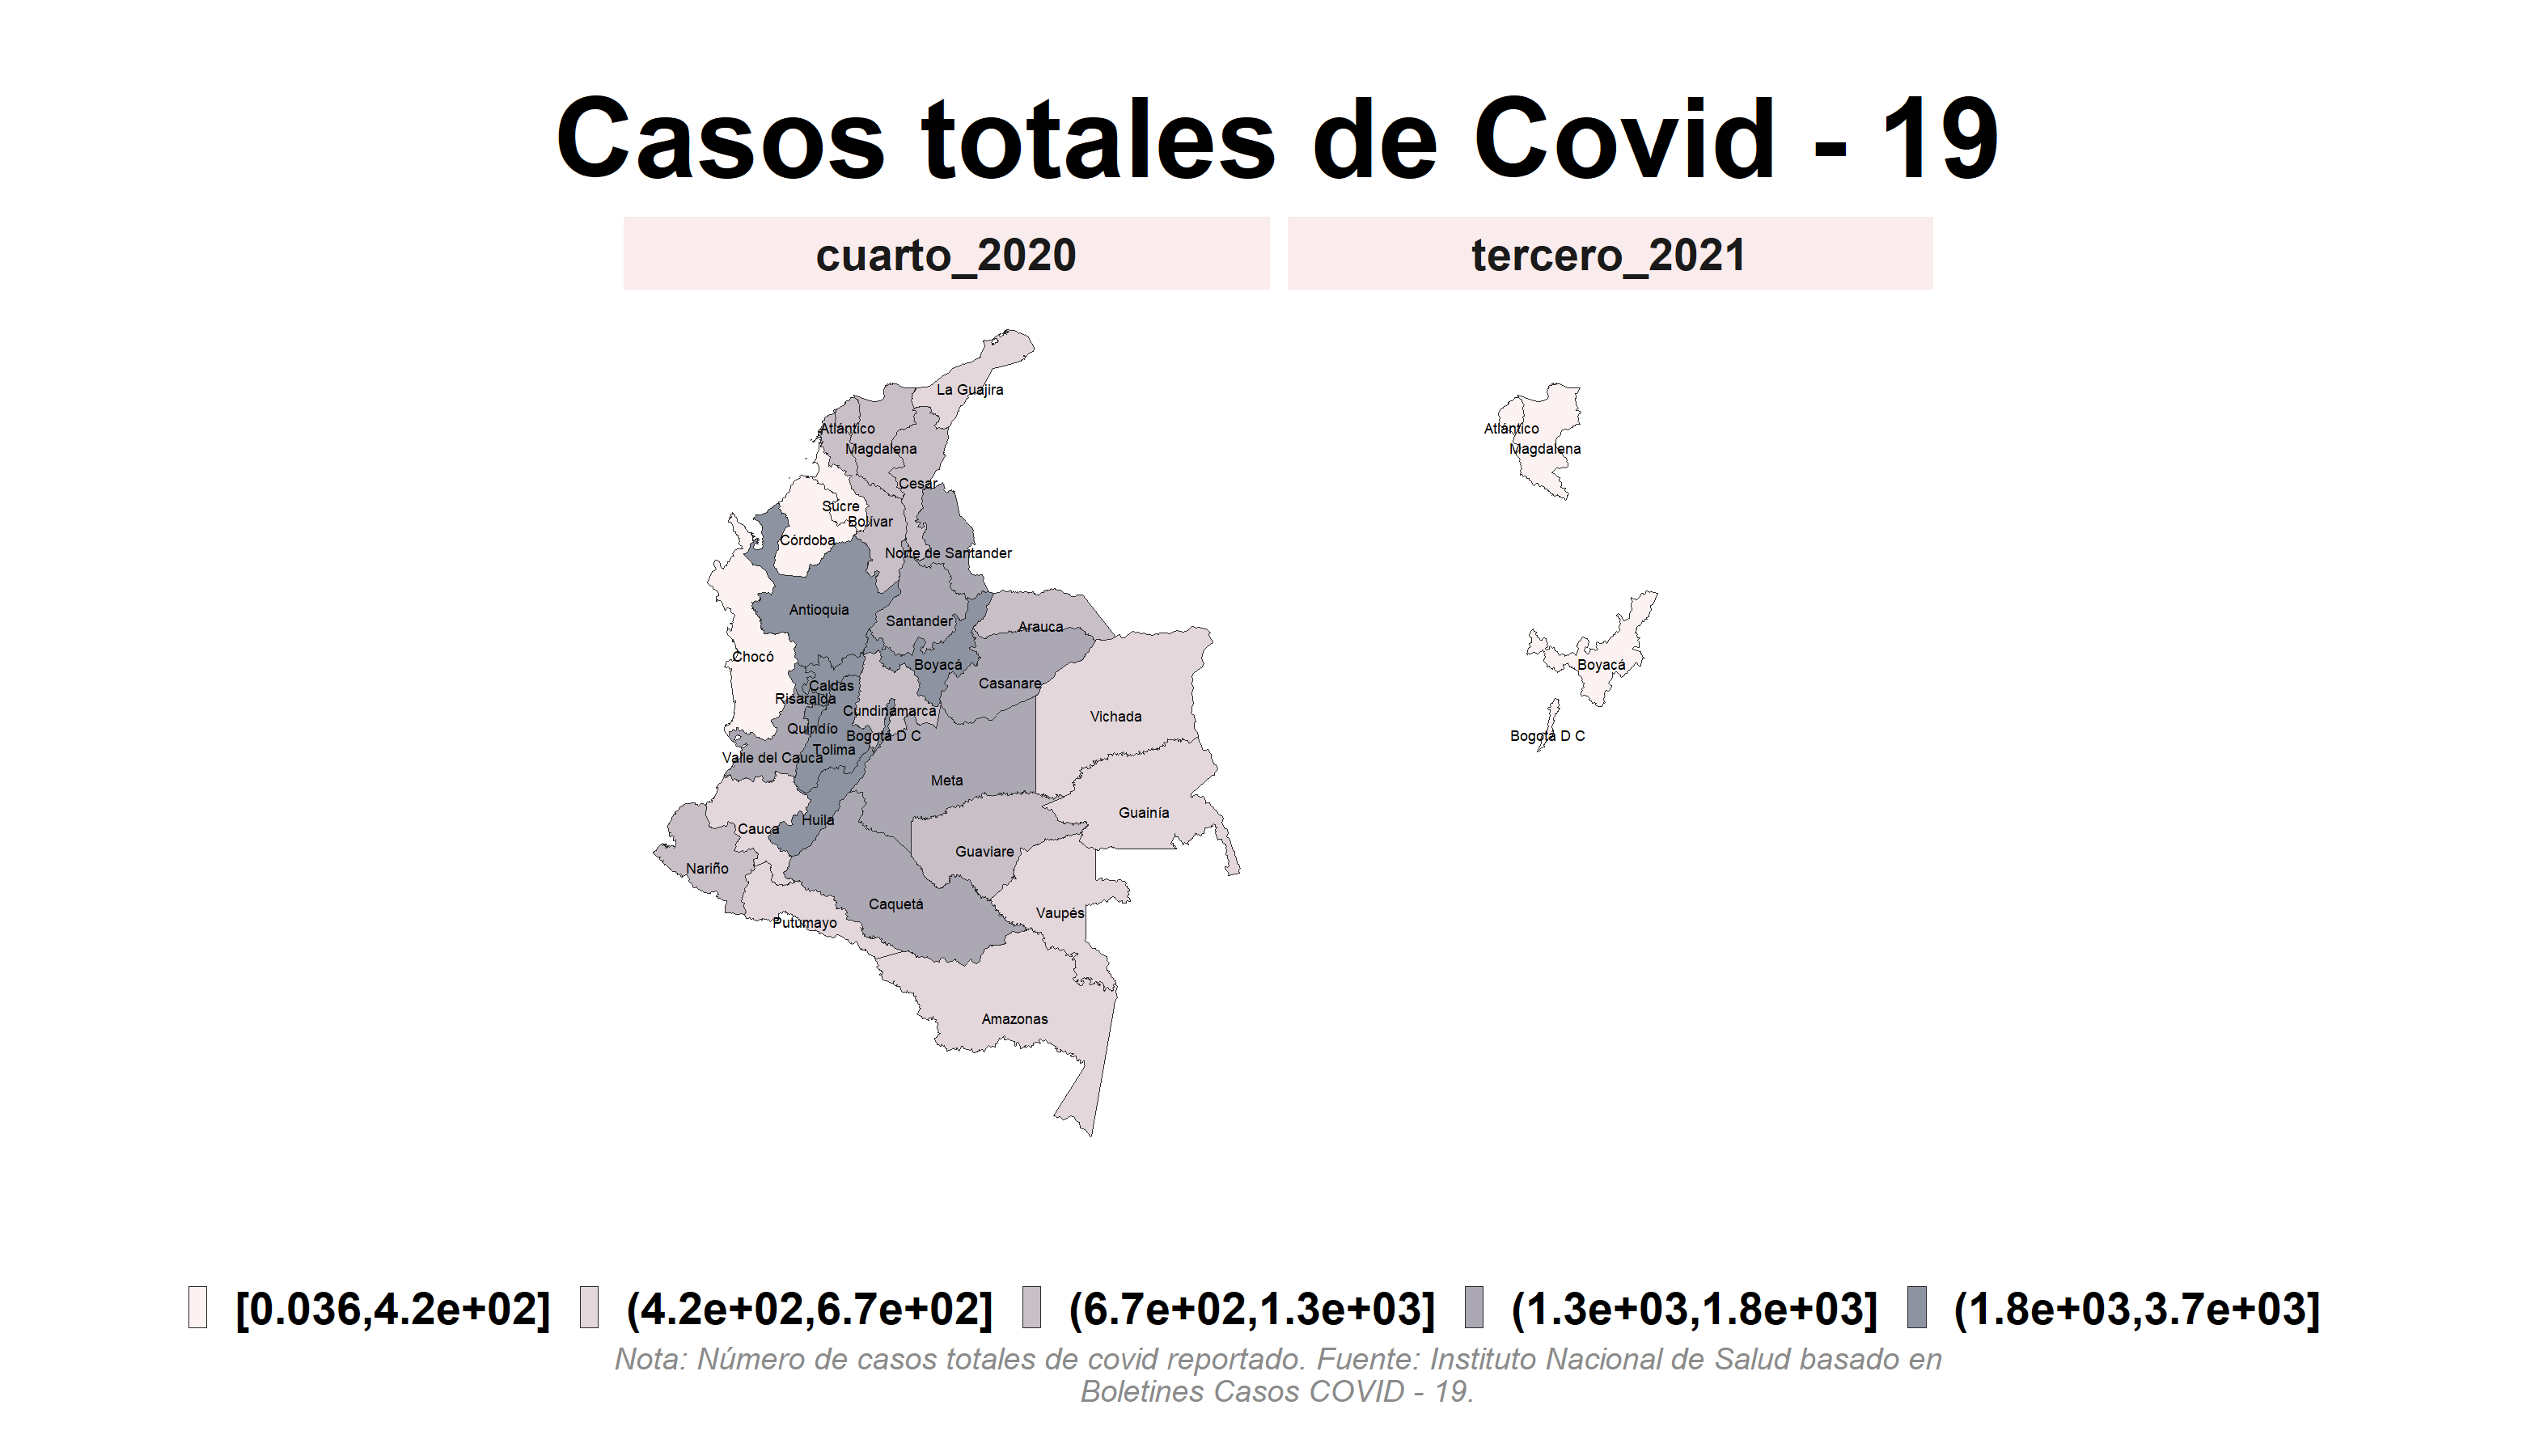 Casos totales de Covid - 19
cuarto_2020
tercero_2021
La Guajira
Atlántico
Magdalena
Cesar
Sucre
Bolívar
Córdoba
Norte de Santander
Antioquia
Santander
Arauca
Chocó
Boyacá
Caldas
Casanare
Risaralda
Cundinamarca
Vichada
Quindío
Bogotá D C
Tolima
Valle del Cauca
Meta
Guainía
Huila
Cauca
Guaviare
Nariño
Caquetá
Vaupés
Putumayo
Amazonas
Atlántico
Magdalena
Boyacá
Bogotá D C
[0.036,4.2e+02]
(4.2e+02,6.7e+02]
(6.7e+02,1.3e+03]
(1.3e+03,1.8e+03]
(1.8e+03,3.7e+03]
Nota: Número de casos totales de covid reportado. Fuente: Instituto Nacional de Salud basado en
Boletines Casos COVID - 19.